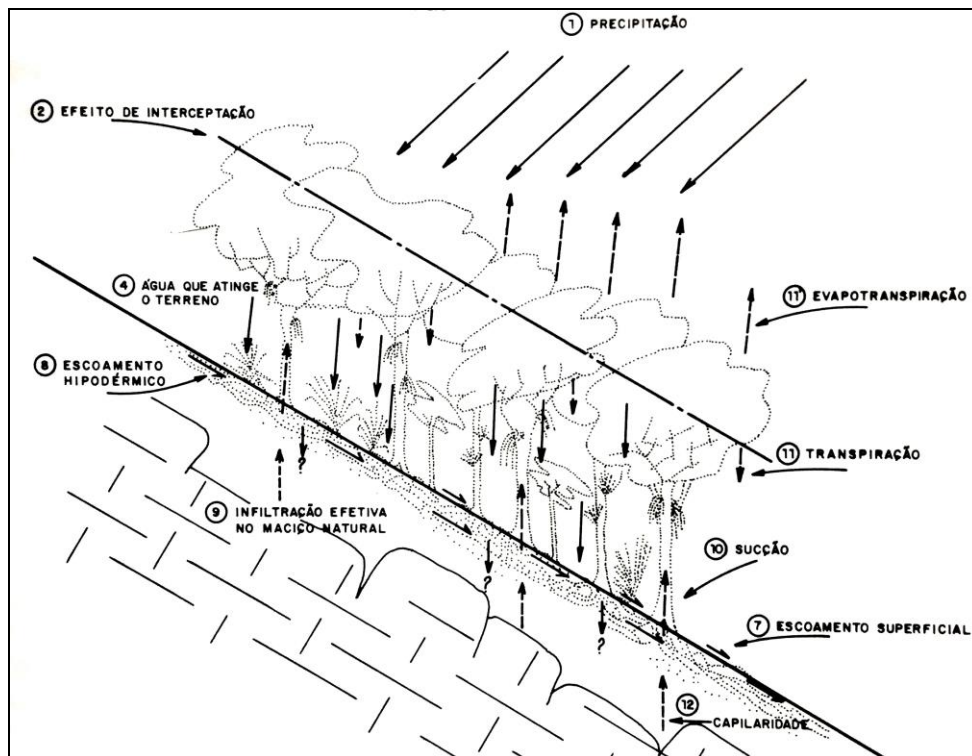 1 PRECIPITAÇÃO
2 EFEITO DE INTERCEPTAÇÃO
4 ÁGUA QUE ATINGE
O TERRENO
11' EVAPOTRANSPIRAÇÃO
8 ESCOAMENTO
HIPODÉRMICO
11 TRANSPIRAÇÃO
?
9 INFILTRAÇÃO EFETIVA
NO MACIÇO NATURAL
10 SUCÇÃO
?
7 ESCOAMENTO SUPERFICIAL
?
12
CAPILARIDADE